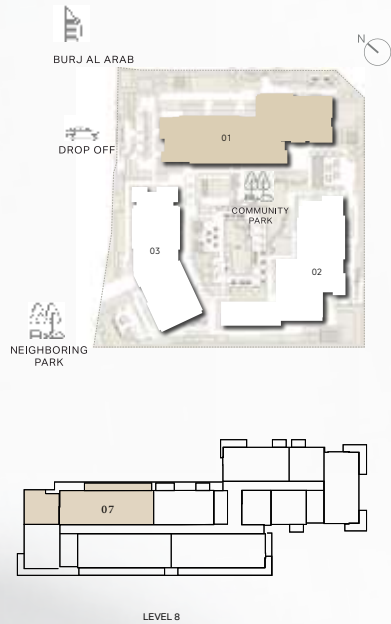 N
BURJ AL ARAB
DROP OFF
01
COMMUNITY
PARK
03
02
NEIGHBORING
PARK
07
LEVEL 8